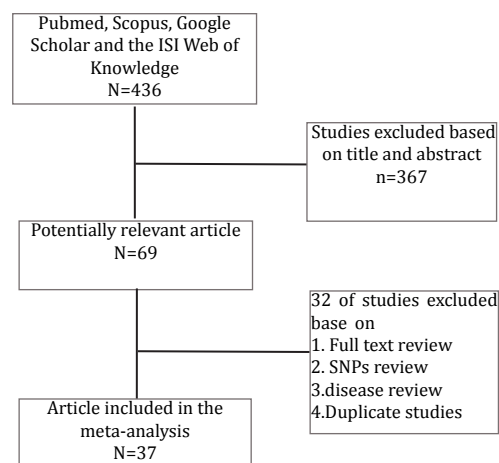 Pubmed, Scopus, Google
Scholar and the ISI Web of
Knowledge
N=436
Studies excluded based
on title and abstract
n=367
Potentially relevant article
N=69
32 of studies excluded
base on
1. Full text review
2. SNPs review
3.disease review
4.Duplicate studies
Article included in the
meta-analysis
N=37